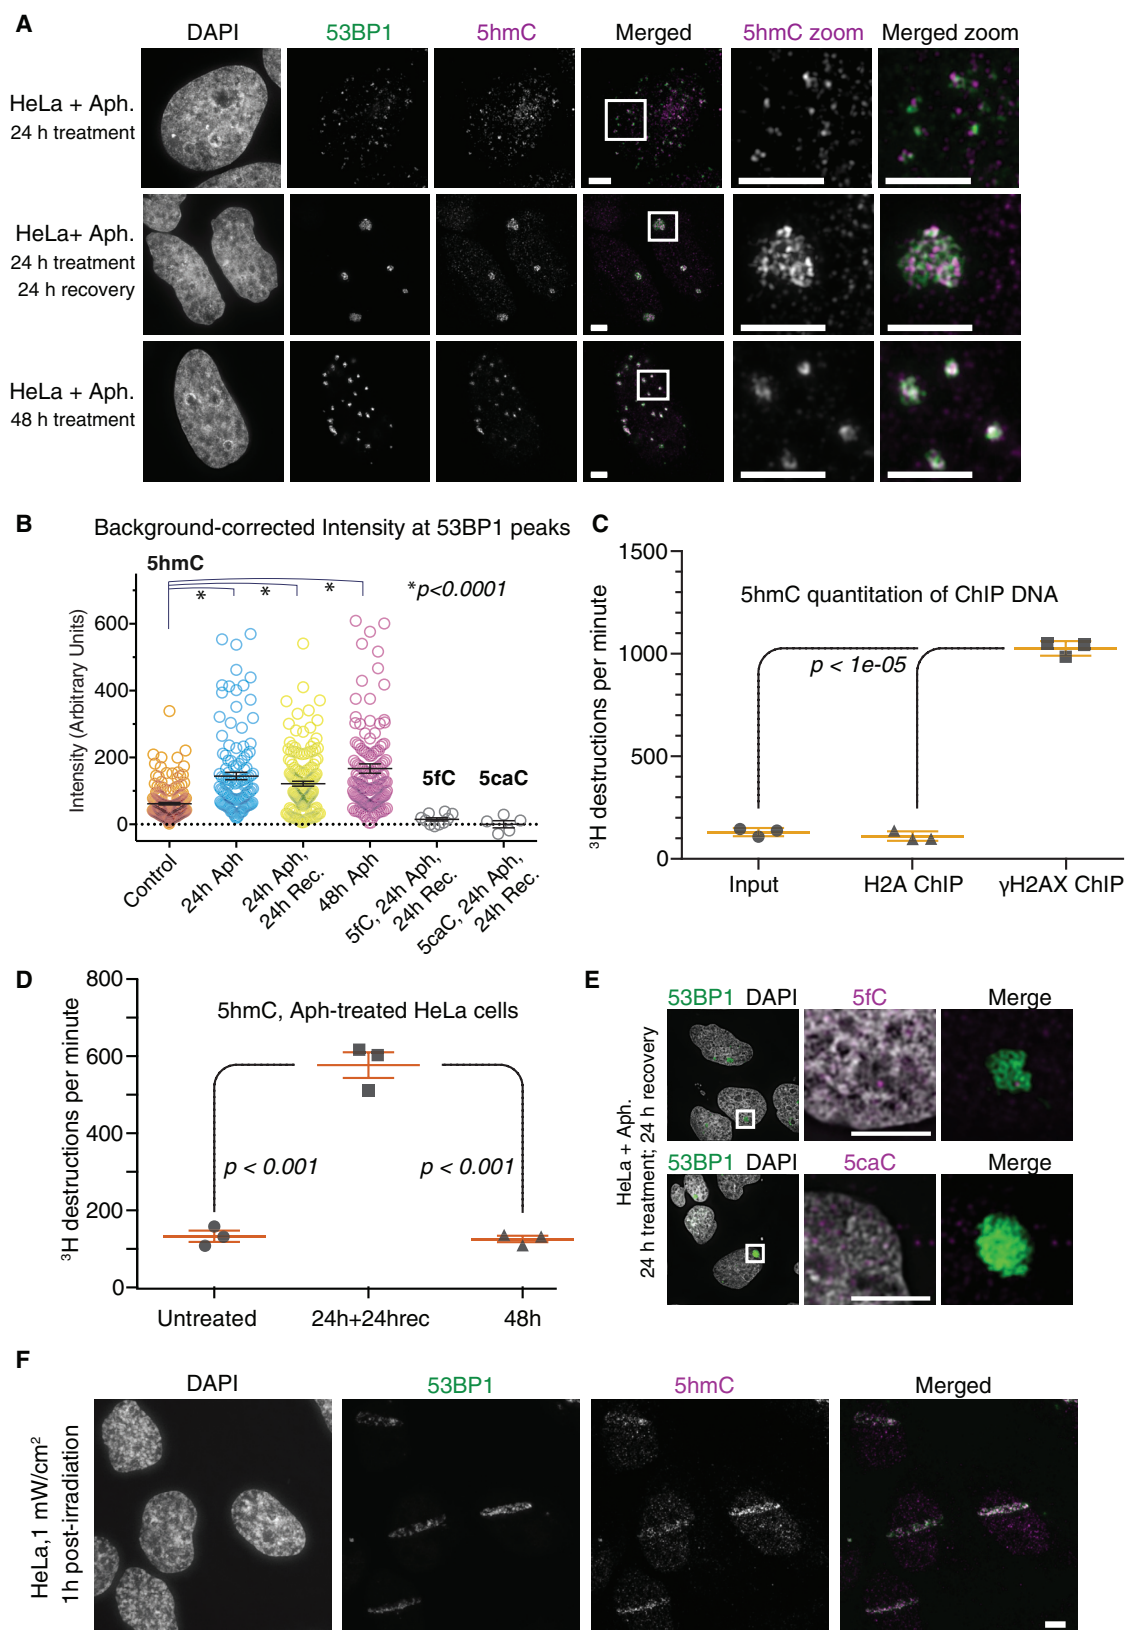 A
DAPI 53BP1 5hmC Merged 5hmC zoom Merged zoom
HeLa + Aph.
24 h treatment
HeLa+ Aph.
24 h treatment
24 h recovery
HeLa + Aph.
48 h treatment
B
Background-corrected Intensity at 53BP1 peaks
5hmC
* * *
*p<0.0001
Intensity (Arbitrary Units)
600
400
200
0
5fC 5caC
Control
24h Aph
24h Aph,
24h Rec.
48h Aph
5fC, 24h Aph,
24h Rec.
5caC, 24h Aph,
24h Rec.
C
5hmC quantitation of ChIP DNA
³H destructions per minute
1500
1000
500
0
p < 1e-05
Input H2A ChIP γH2AX ChIP
D
5hmC, Aph-treated HeLa cells
³H destructions per minute
800
600
400
200
0
p < 0.001 p < 0.001
Untreated 24h+24hrec 48h
E
HeLa + Aph.
24 h treatment; 24 h recovery
53BP1 DAPI 5fC Merge
53BP1 DAPI 5caC Merge
F
DAPI 53BP1 5hmC Merged
HeLa,1 mW/cm²
1h post-irradiation